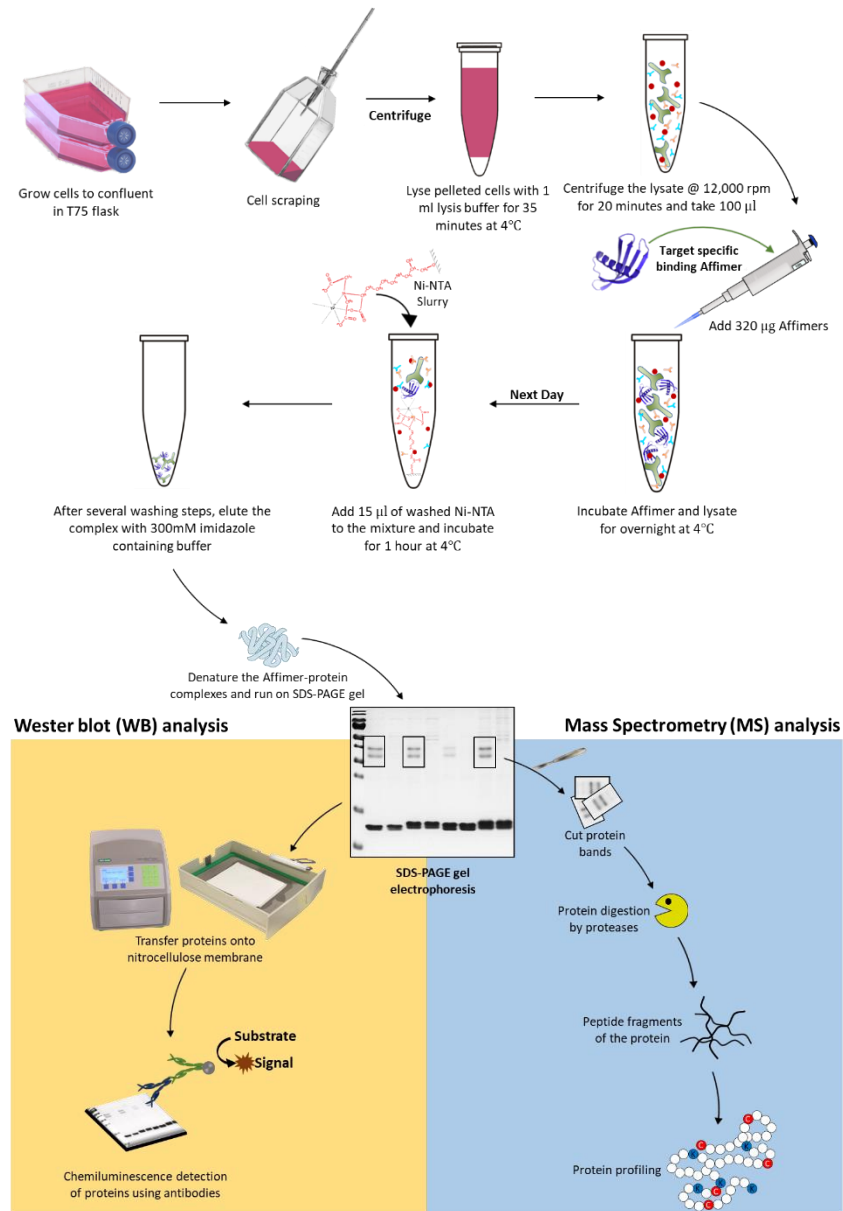 Grow cells to confluent
in T75 flask
Cell scraping
Centrifuge
Lyse pelleted cells with 1
ml lysis buffer for 35
minutes at 4℃
Centrifuge the lysate @ 12,000 rpm
for 20 minutes and take 100 µl
Target specific
binding Affimer
Add 320 µg Affimers
Ni-NTA
Slurry
Next Day
After several washing steps, elute the
complex with 300mM imidazole
containing buffer
Add 15 µl of washed Ni-NTA
to the mixture and incubate
for 1 hour at 4℃
Incubate Affimer and lysate
for overnight at 4℃
Denature the Affimer-protein
complexes and run on SDS-PAGE gel
Wester blot (WB) analysis
Mass Spectrometry (MS) analysis
SDS-PAGE gel
electrophoresis
Cut protein
bands
Transfer proteins onto
nitrocellulose membrane
Protein digestion
by proteases
Substrate
Signal
Peptide fragments
of the protein
Chemiluminescence detection
of proteins using antibodies
Protein profiling
C
K
C
K
C
K
K
C
K
C